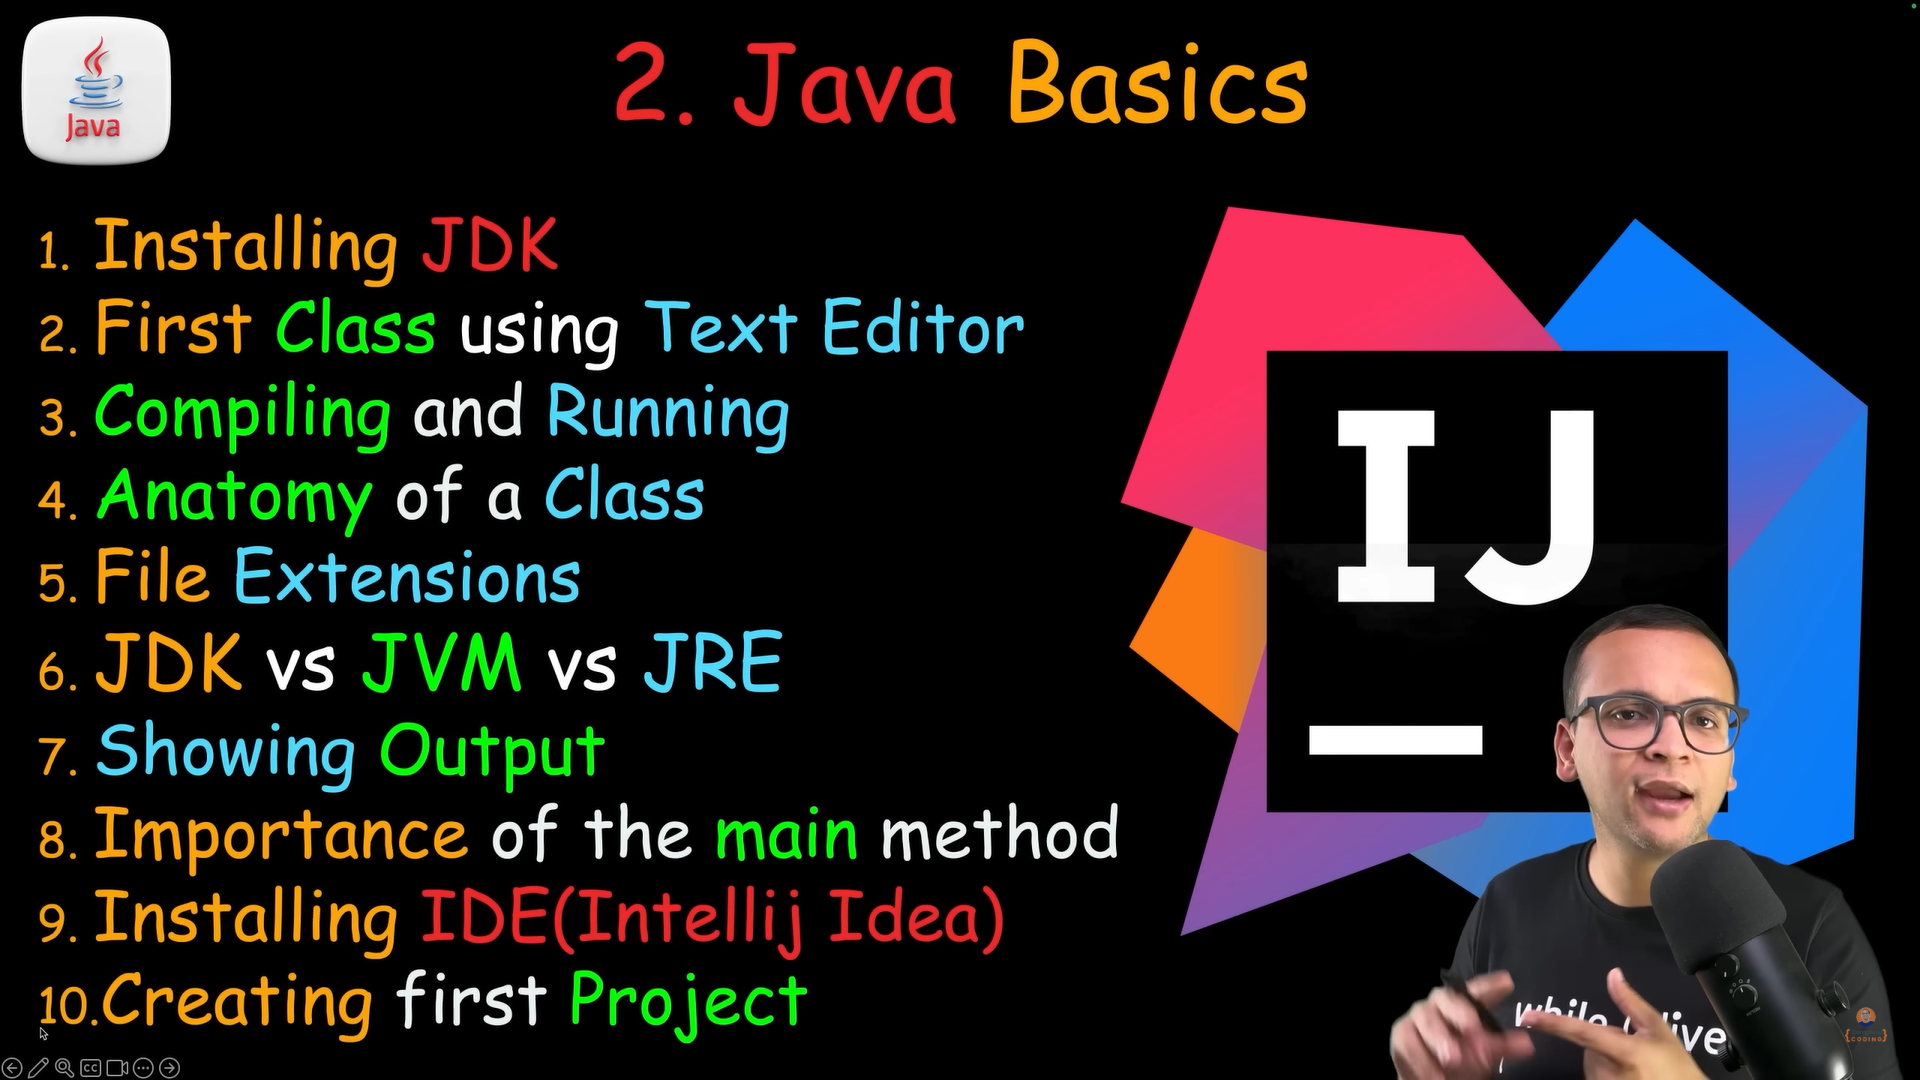 Java
2. Java Basics
1. Installing JDK
2. First Class using Text Editor
3. Compiling and Running
4. Anatomy of a Class
5. File Extensions
6. JDK vs JVM vs JRE
7. Showing Output
8. Importance of the main method
9. Installing IDE(Intellij Idea)
10.Creating first Project
IJ
while
live
CODING
CC